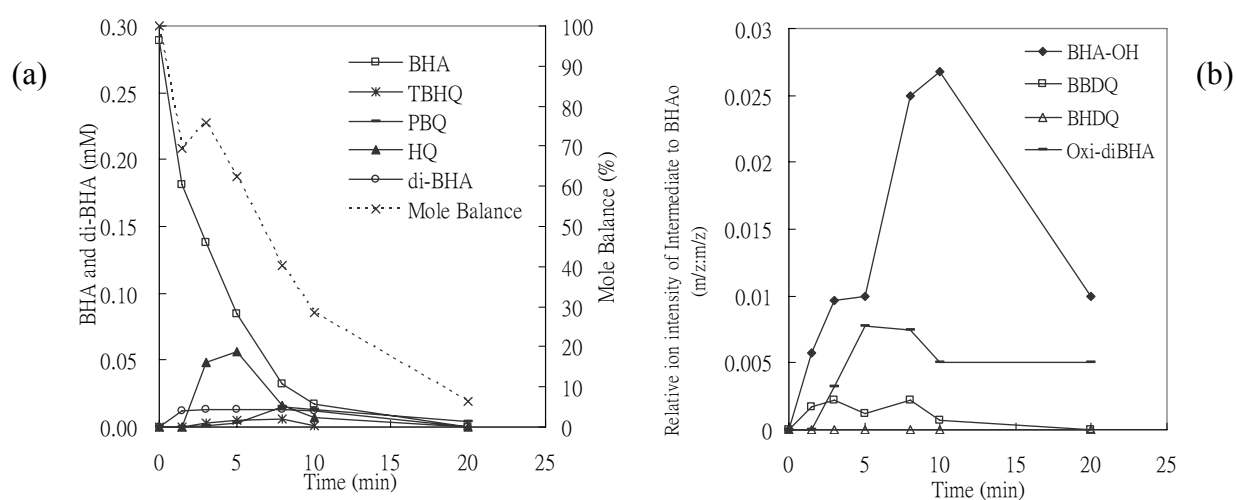 (a)
BHA and di-BHA (mM)
0.30
0.25
0.20
0.15
0.10
0.05
0.00
0
5
10
15
20
25
Time (min)
BHA
TBHQ
PBQ
HQ
di-BHA
Mole Balance
100
90
80
70
60
50
40
30
20
10
0
Mole Balance (%)
(b)
Relative ion intensity of Intermediate to BHAo
(m/z:m/z)
0.03
0.025
0.02
0.015
0.01
0.005
0
0
5
10
15
20
25
Time (min)
BHA-OH
BBDQ
BHDQ
Oxi-diBHA